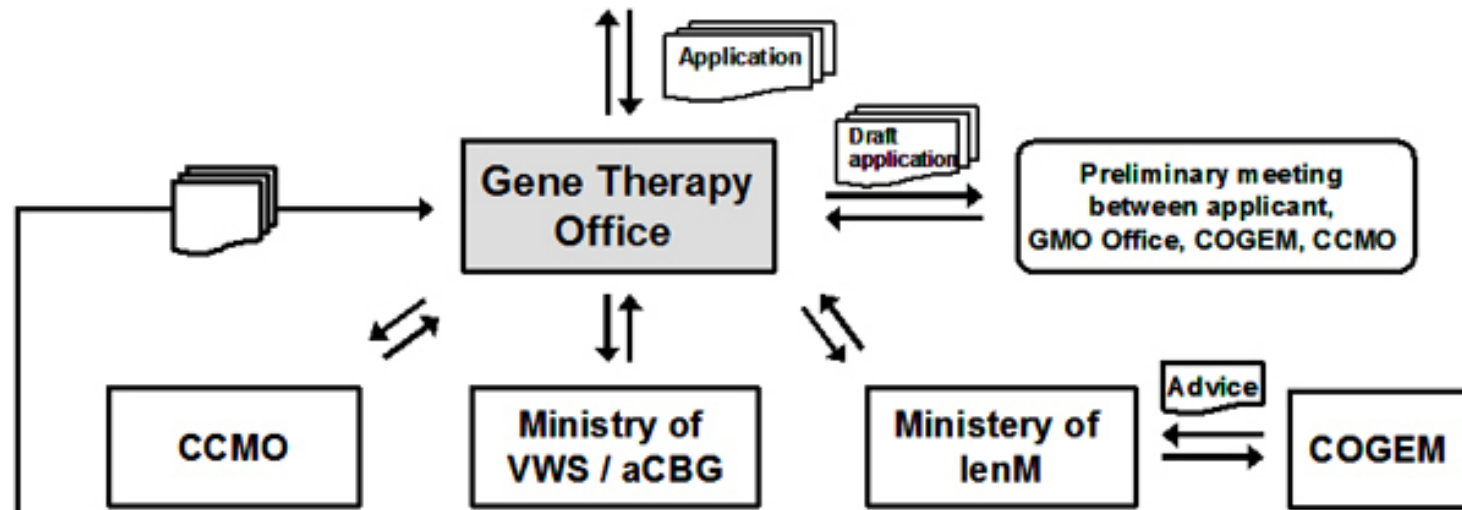 Application
Draft
application
Gene Therapy
Office
Preliminary meeting
between applicant,
GMO Office, COGEM, CCMO
CCMO
Ministry of
VWS / aCBG
Ministery of
IenM
Advice
COGEM